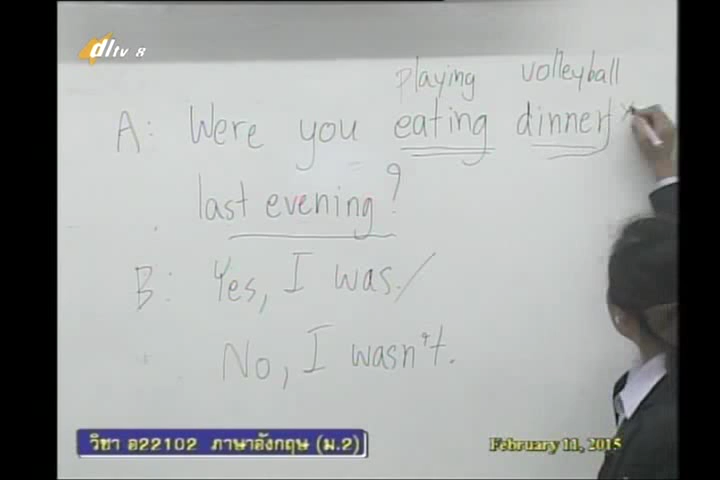 dltv 8
playing volleyball
A: Were you eating dinner
last evening?
B: Yes, I was./
No, I wasn't.
วิชา อ22102 ภาษาอังกฤษ (ม.2)
February 11, 2015